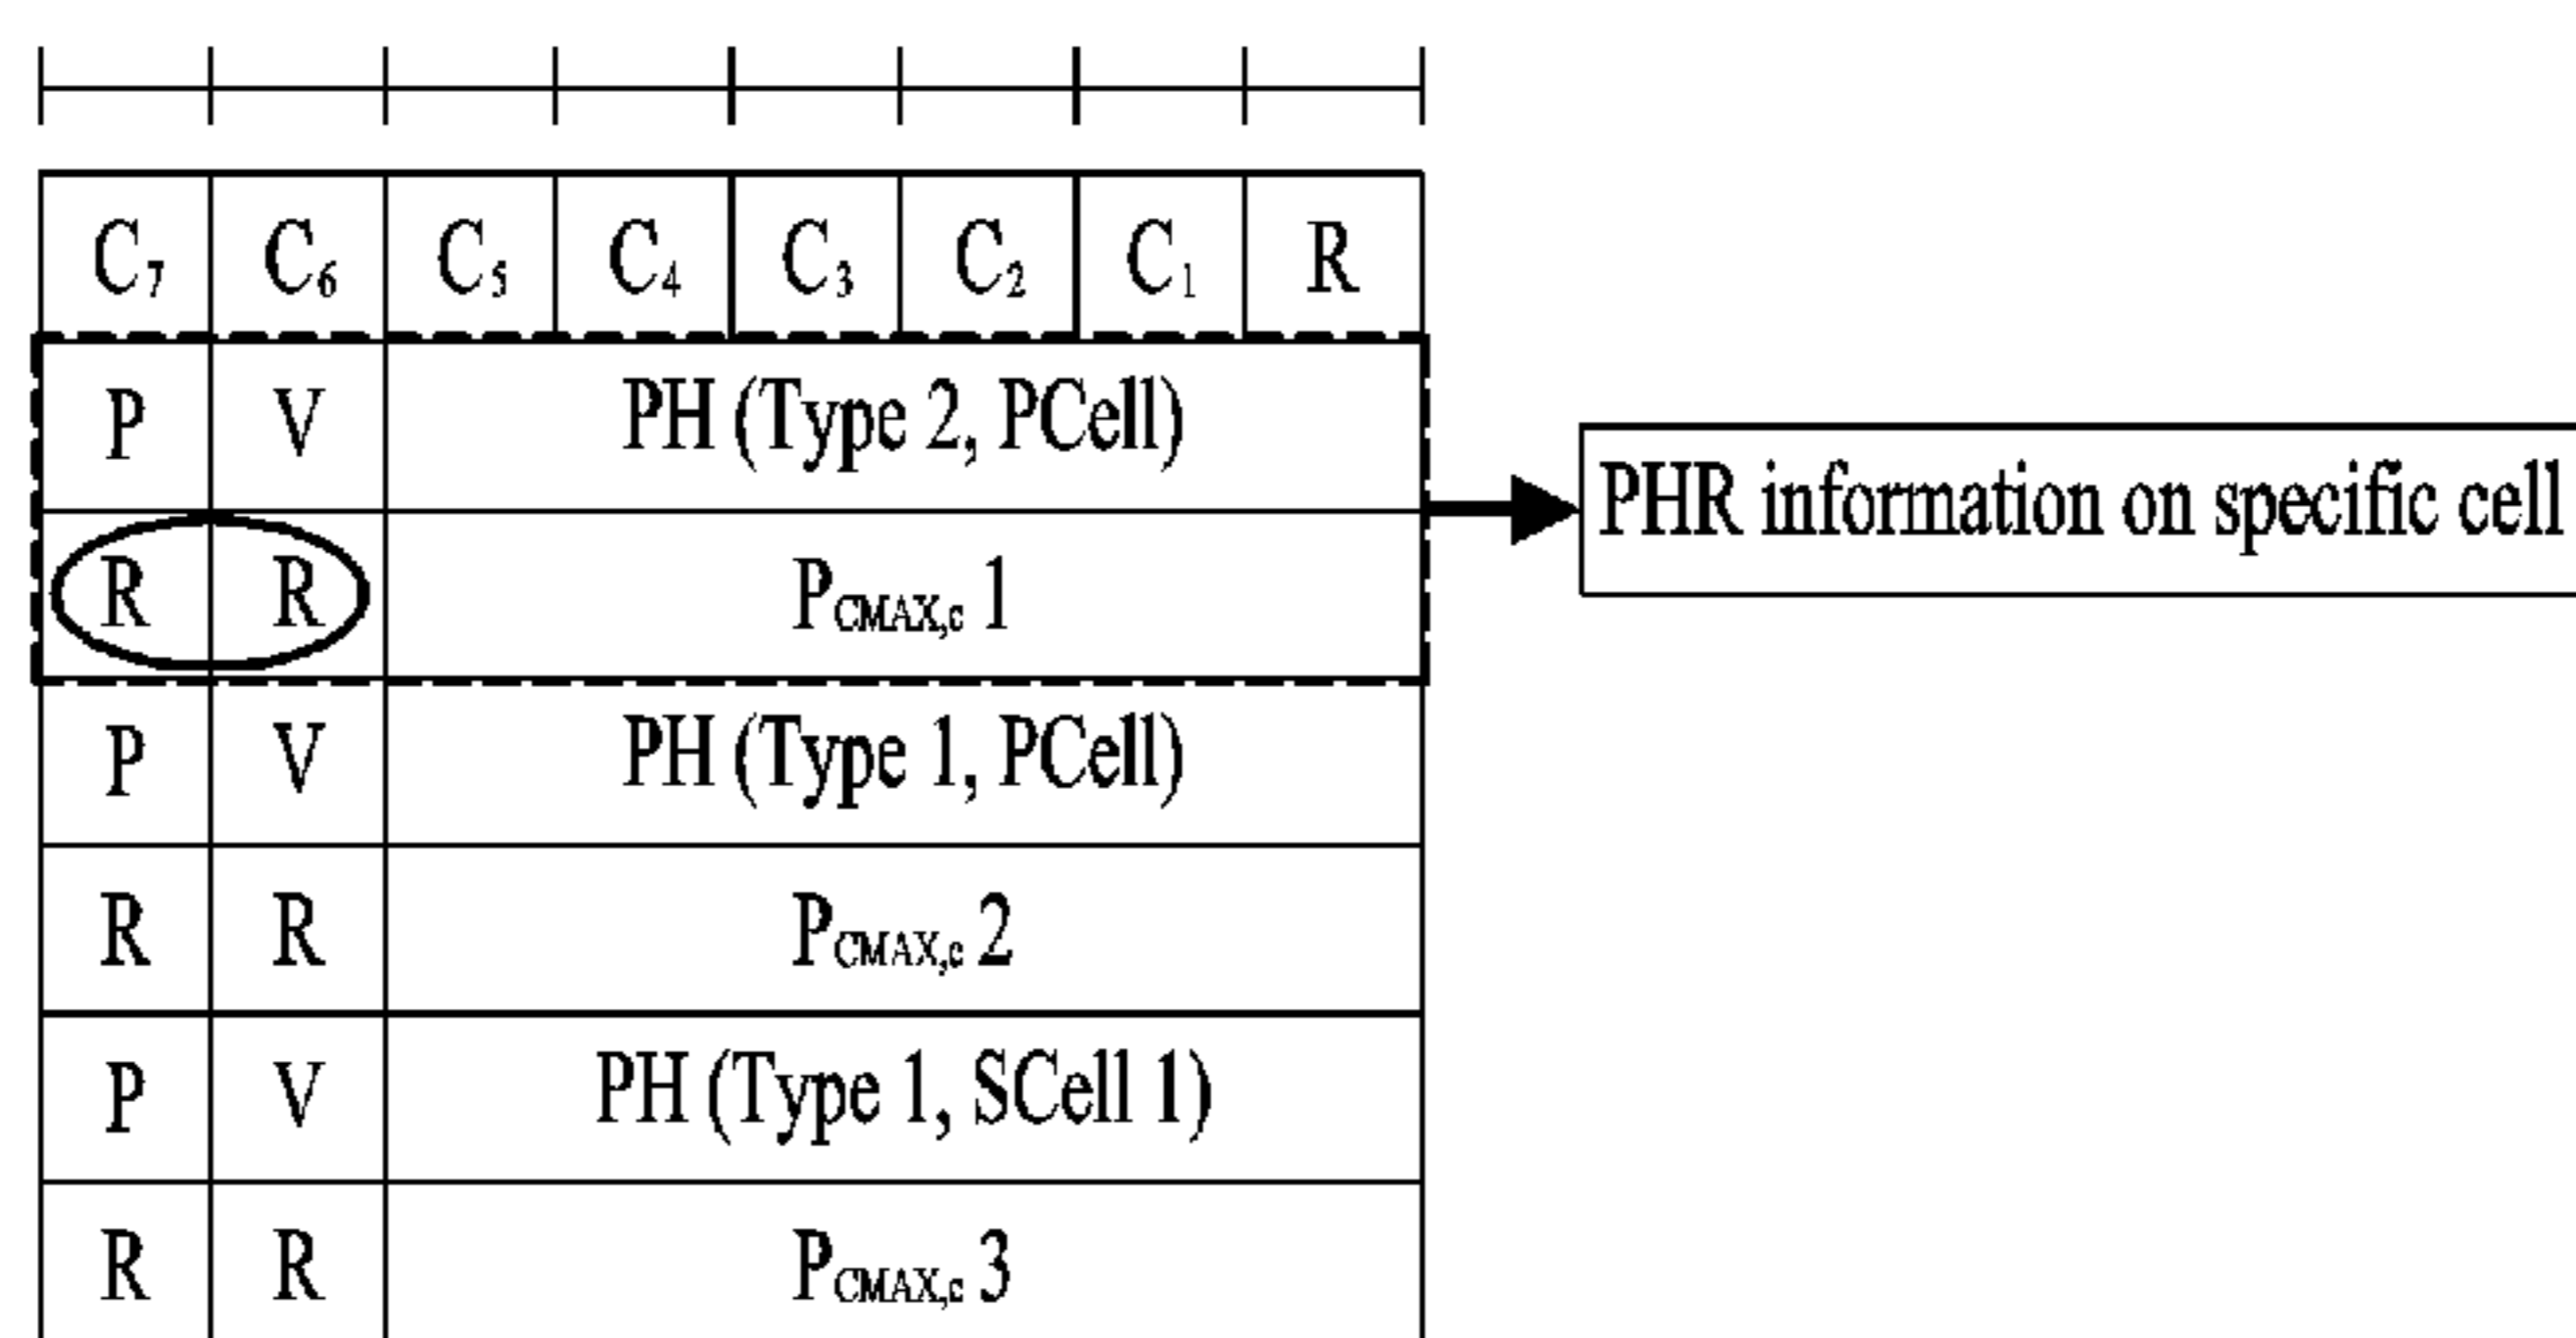 C7 C6 C5 C4 C3 C2 C1 R
P V PH (Type 2, PCell)
PHR information on specific cell
R R PCMAX,c 1
P V PH (Type 1, PCell)
R R PCMAX,c 2
P V PH (Type 1, SCell 1)
R R PCMAX,c 3